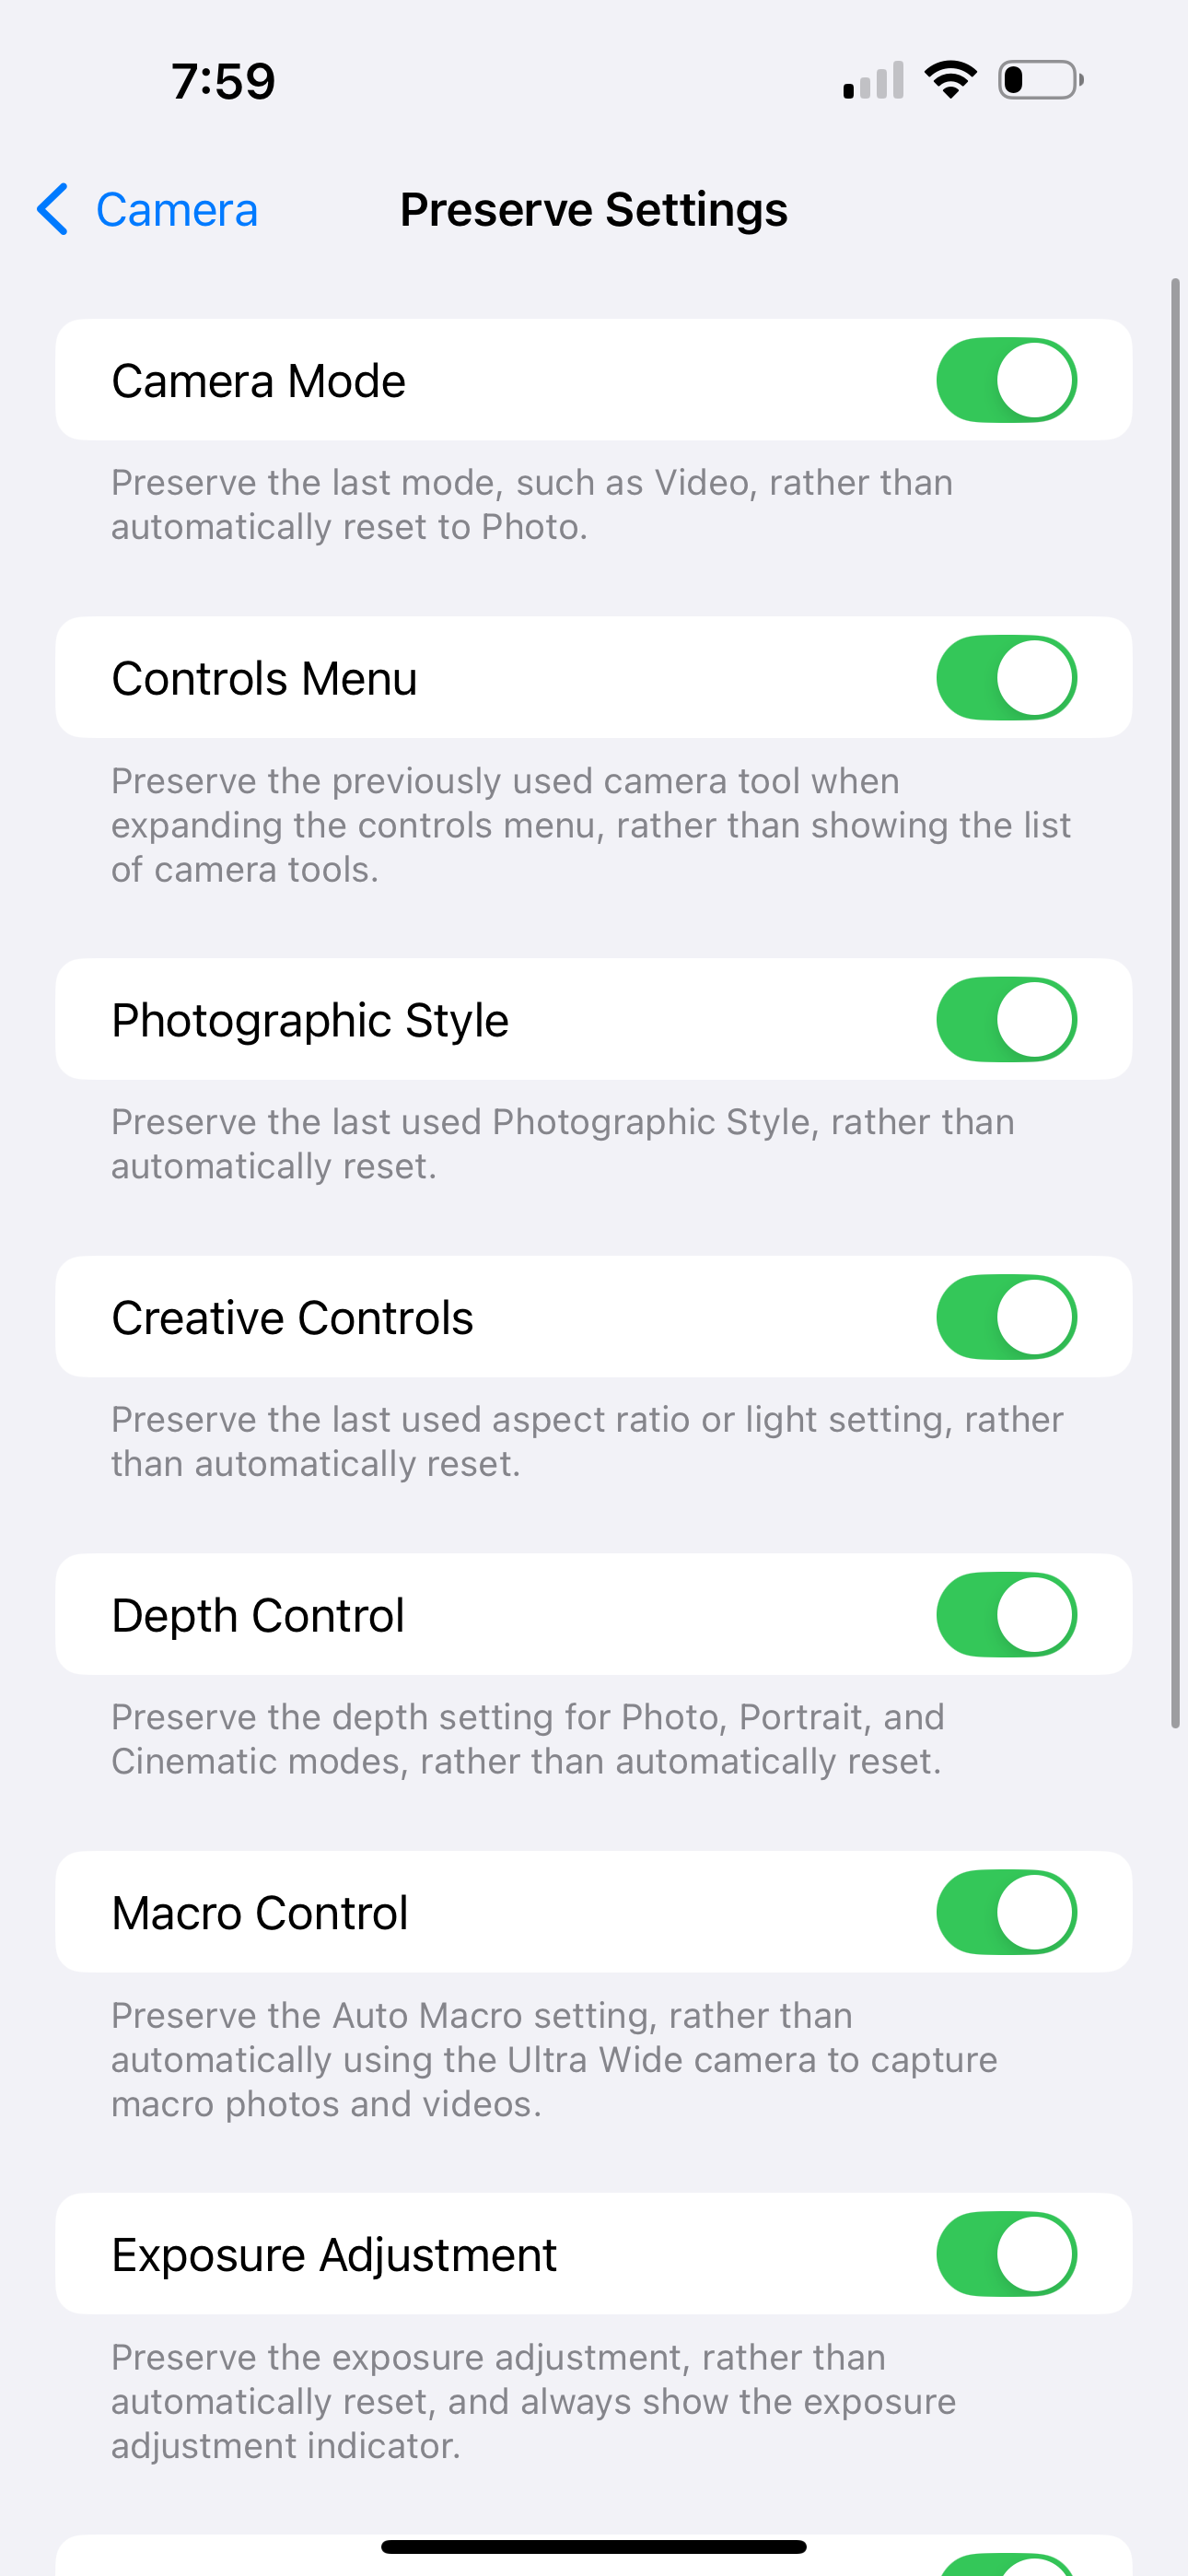 7:59
Camera
Preserve Settings
Camera Mode
Preserve the last mode, such as Video, rather than
automatically reset to Photo.
Controls Menu
Preserve the previously used camera tool when
expanding the controls menu, rather than showing the list
of camera tools.
Photographic Style
Preserve the last used Photographic Style, rather than
automatically reset.
Creative Controls
Preserve the last used aspect ratio or light setting, rather
than automatically reset.
Depth Control
Preserve the depth setting for Photo, Portrait, and
Cinematic modes, rather than automatically reset.
Macro Control
Preserve the Auto Macro setting, rather than
automatically using the Ultra Wide camera to capture
macro photos and videos.
Exposure Adjustment
Preserve the exposure adjustment, rather than
automatically reset, and always show the exposure
adjustment indicator.